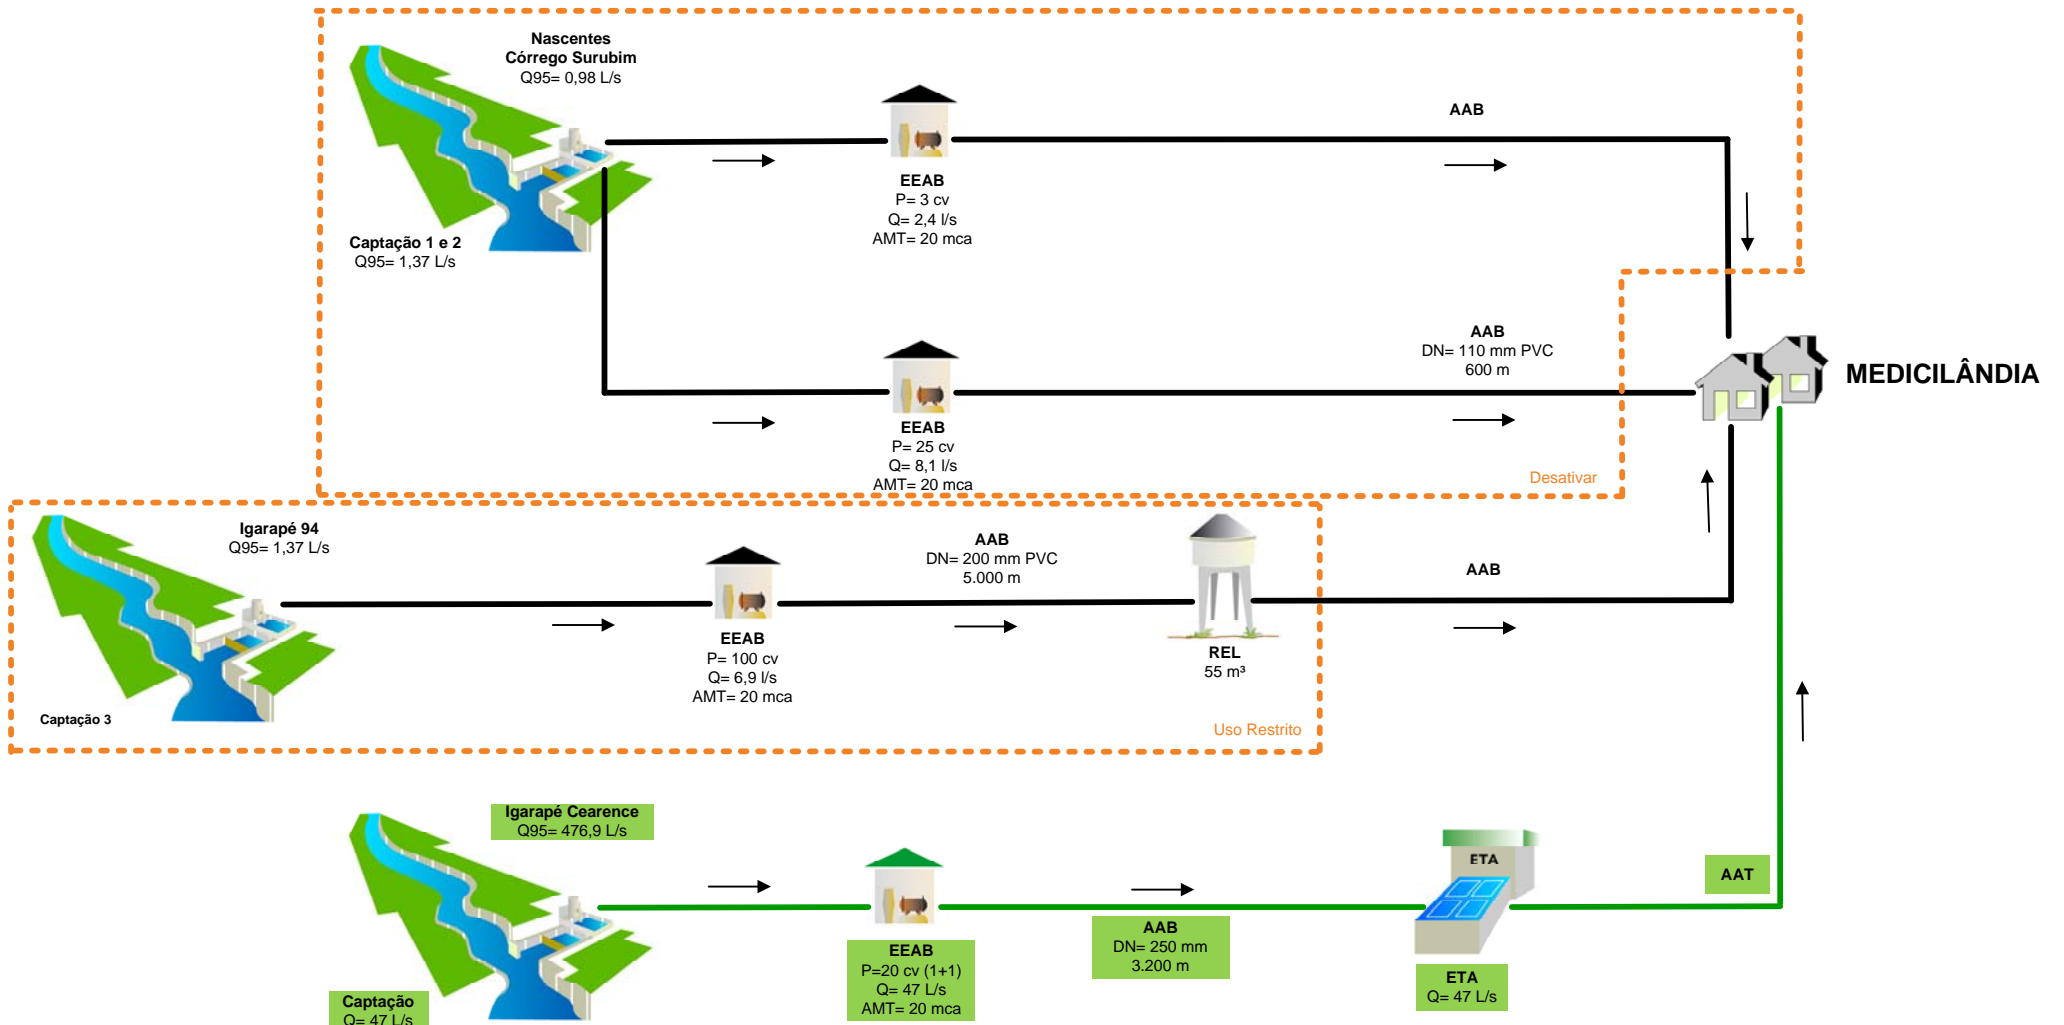 Nascentes
Córrego Surubim
Q95= 0,98 L/s
Captação 1 e 2
Q95= 1,37 L/s
EEAB
P= 3 cv
Q= 2,4 l/s
AMT= 20 mca
AAB
EEAB
P= 25 cv
Q= 8,1 l/s
AMT= 20 mca
AAB
DN= 110 mm PVC
600 m
Desativar
MEDICILÂNDIA
Igarapé 94
Q95= 1,37 L/s
Captação 3
EEAB
P= 100 cv
Q= 6,9 l/s
AMT= 20 mca
AAB
DN= 200 mm PVC
5.000 m
REL
55 m³
Uso Restrito
AAB
Igarapé Cearence
Q95= 476,9 L/s
Captação
Q= 47 L/s
EEAB
P=20 cv (1+1)
Q= 47 L/s
AMT= 20 mca
AAB
DN= 250 mm
3.200 m
ETA
ETA
Q= 47 L/s
AAT